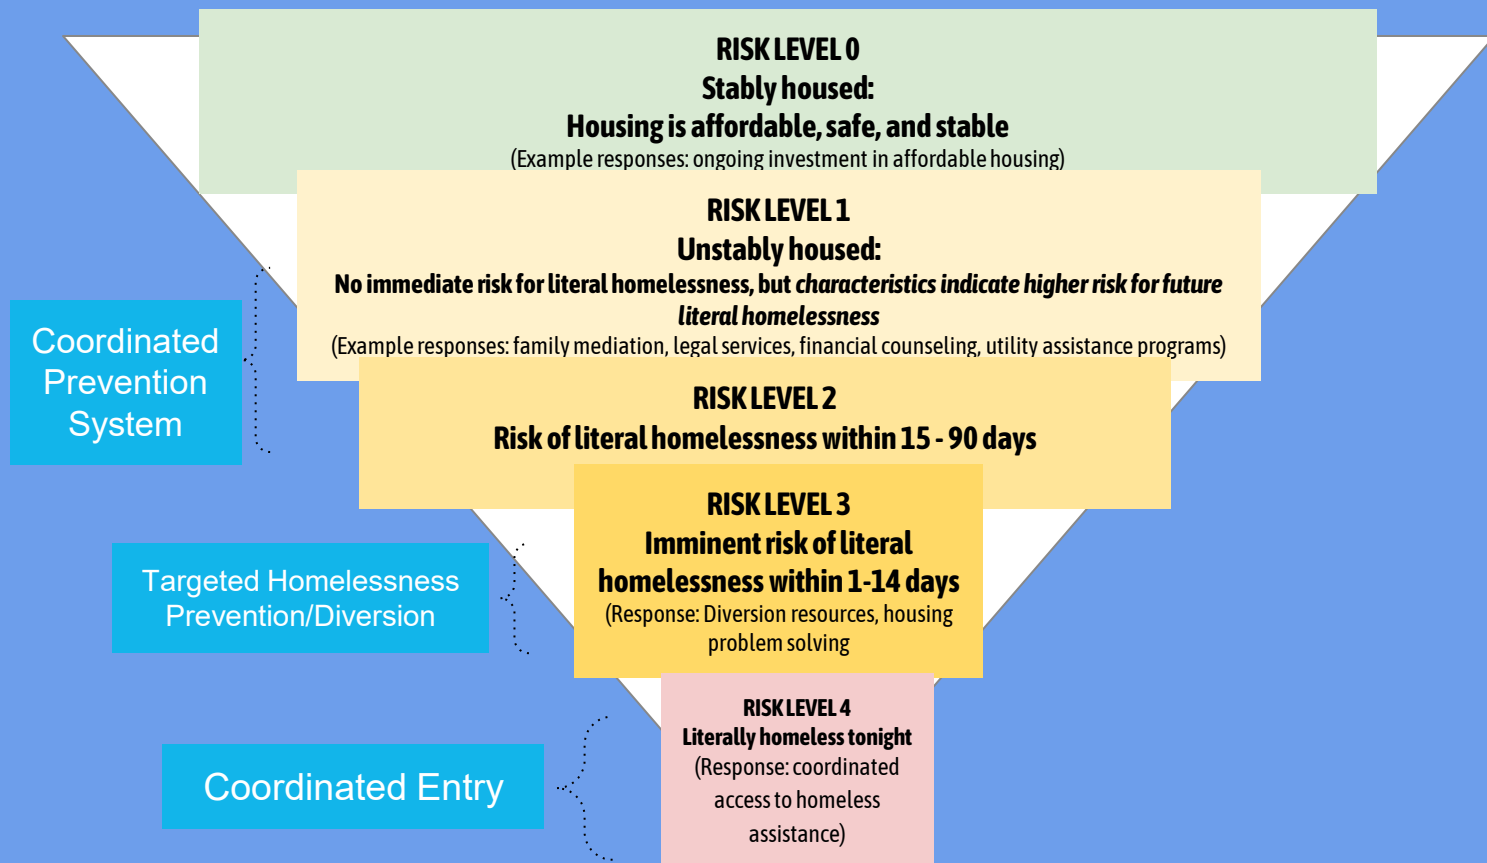 RISK LEVEL 0
Stably housed:
Housing is affordable, safe, and stable
(Example responses: ongoing investment in affordable housing)
RISK LEVEL 1
Unstably housed:
No immediate risk for literal homelessness, but characteristics indicate higher risk for future
literal homelessness
(Example responses: family mediation, legal services, financial counseling, utility assistance programs)
Coordinated
Prevention
System
RISK LEVEL 2
Risk of literal homelessness within 15 - 90 days
RISK LEVEL 3
Imminent risk of literal
homelessness within 1-14 days
(Response: Diversion resources, housing
problem solving
Targeted Homelessness
Prevention/Diversion
RISK LEVEL 4
Literally homeless tonight
(Response: coordinated
access to homeless
assistance)
Coordinated Entry